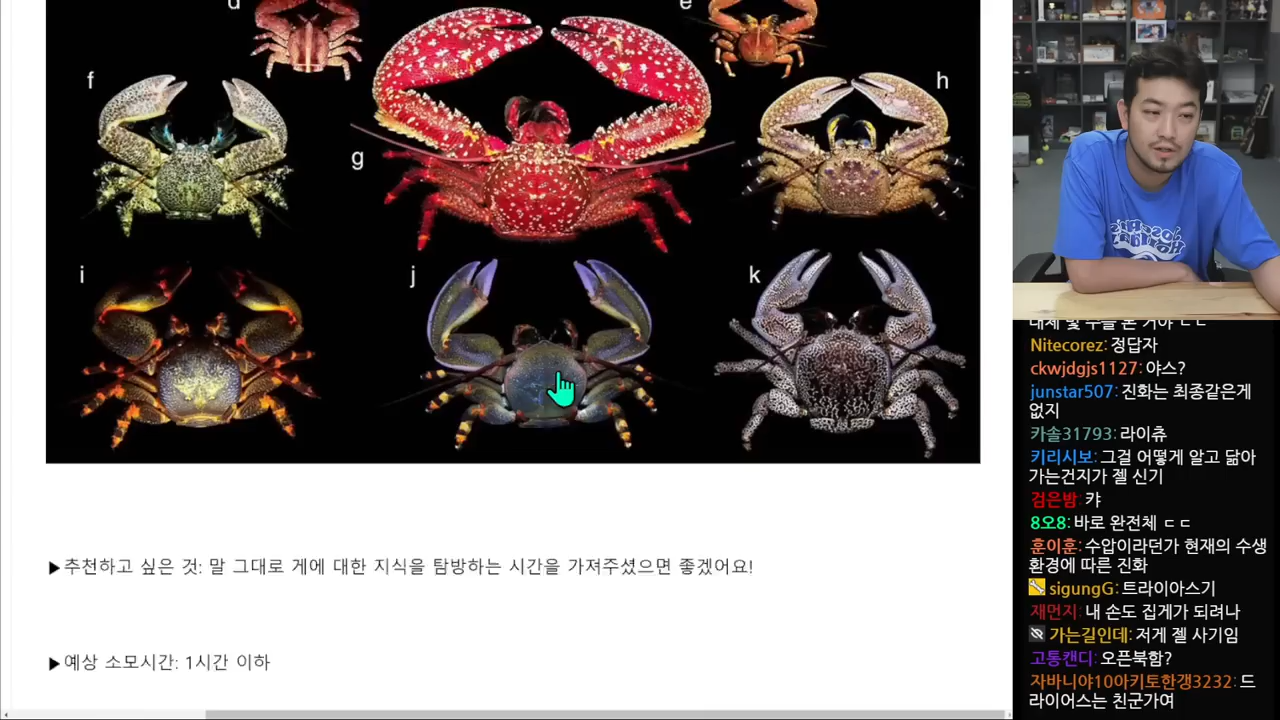 d
e
f
h
g
i
j
k
▶추천하고 싶은 것: 말 그대로 게에 대한 지식을 탐방하는 시간을 가져주셨으면 좋겠어요!
▶예상 소모시간: 1시간 이하
Nitecorez: 정답자
ckwjdgjs1127: 야스?
junstar507: 진화는 최종같은게
없지
카솔31793: 라이츄
키리시보: 그걸 어떻게 알고 닮아
가는건지가 젤 신기
검은밤: 캬
8오8: 바로 완전체 ㄷㄷ
훈이훈: 수압이라던가 현재의 수생
환경에 따른 진화
sigungG: 트라이아스기
재먼지: 내 손도 집게가 되려나
가는길인데: 저게 젤 사기임
고통캔디: 오픈북함?
자바니야10아키토한갱3232: 드
라이어스는 친군가여